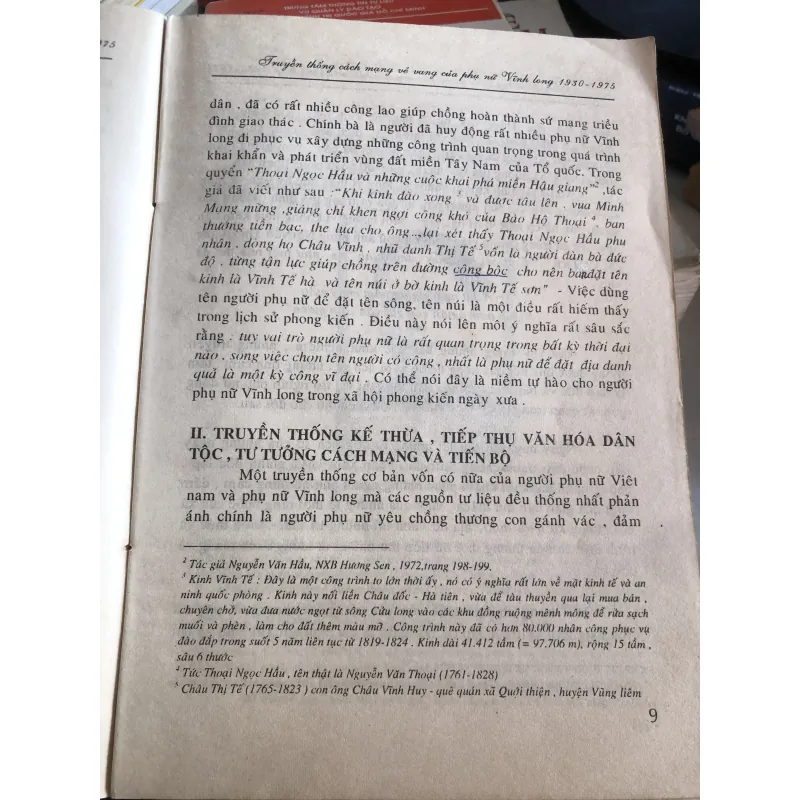 TRUNG TÂM THÔNG TIN TƯ LIỆU
VỤ QUẢN LÝ ĐÀO TẠO
975
Truyền thống cách mạng vẻ vang của phụ nữ Vĩnh long 1930-1975
dân , đã có rất nhiều công lao giúp chồng hoàn thành sứ mang triều
đình giao thác . Chính bà là người đã huy động rất nhiều phụ nữ Vĩnh
long đi phục vụ xây dựng những công trình quan trọng trong quá trình
khai khẩn và phát triển vùng đất miền Tây Nam của Tổ quốc. Trong
quyển "Thoại Ngọc Hầu và những cuộc khai phá miền Hậu giang"2 ,tác
giả đã viết như sau :"Khi kinh đào xong 3 và được tâu lên . vua Minh
Mạng mừng ,giáng chỉ khen ngợi công khó của Bảo Hộ Thoại 4. ban
thưởng tiền bạc, the lụa cho ông...lại xét thấy Thoại Ngọc Hầu phu
nhân . dòng họ Châu Vĩnh , nhũ danh Thị Tế 5vốn là người đàn bà đức
độ . từng tận lực giúp chồng trên đường công bộc cho nên ban đặt tên
kinh là Vĩnh Tế hà và tên núi ở bờ kinh là Vĩnh Tế sơn" - Việc dùng
tên người phụ nữ để đặt tên sông, tên núi là một điều rất hiếm thấy
trong lịch sử phong kiến . Điều này nói lên một ý nghĩa rất sâu sắc
rằng : tuy vai trò người phụ nữ là rất quan trọng trong bất kỳ thời đại
nào , song việc chọn tên người có công , nhất là phụ nữ để đặt địa danh
quả là một kỳ công vĩ đại . Có thể nói đây là niềm tự hào cho người
phụ nữ Vĩnh long trong xã hội phong kiến ngày xưa .
II. TRUYỀN THỐNG KẾ THỪA , TIẾP THỤ VĂN HÓA DÂN
TỘC , TƯ TƯỞNG CÁCH MẠNG VÀ TIẾN BỘ
Một truyền thống cơ bản vốn có nữa của người phụ nữ Việt
nam và phụ nữ Vĩnh long mà các nguồn tư liệu đều thống nhất phản
ánh chính là người phụ nữ yêu chồng thương con gánh vác , đảm
2 Tác giả Nguyễn Văn Hầu, NXB Hương Sen , 1972,trang 198-199.
3 Kinh Vĩnh Tế : Đây là một công trình to lớn thời ấy , nó có ý nghĩa rất lớn về mặt kinh tế và an
ninh quốc phòng . Kinh này nối liền Châu đốc - Hà tiên , vừa để tàu thuyền qua lại mua bán ,
chuyên chở, vừa đưa nước ngọt từ sông Cửu long vào các khu đồng ruộng mênh mông để rửa sạch
muối và phèn , làm cho đất thêm màu mỡ . Công trình này đã có hơn 80.000 nhân công phục vụ
đào đắp trong suốt 5 năm liên tục từ 1819-1824 . Kinh dài 41.412 tầm (= 97.706 m), rộng 15 tầm ,
sâu 6 thước
4 Tức Thoại Ngọc Hầu , tên thật là Nguyễn Văn Thoại (1761-1828)
5 Châu Thị Tế (1765-1823 ) con ông Châu Vĩnh Huy - quê quán xã Quới thiện , huyện Vũng liêm
9